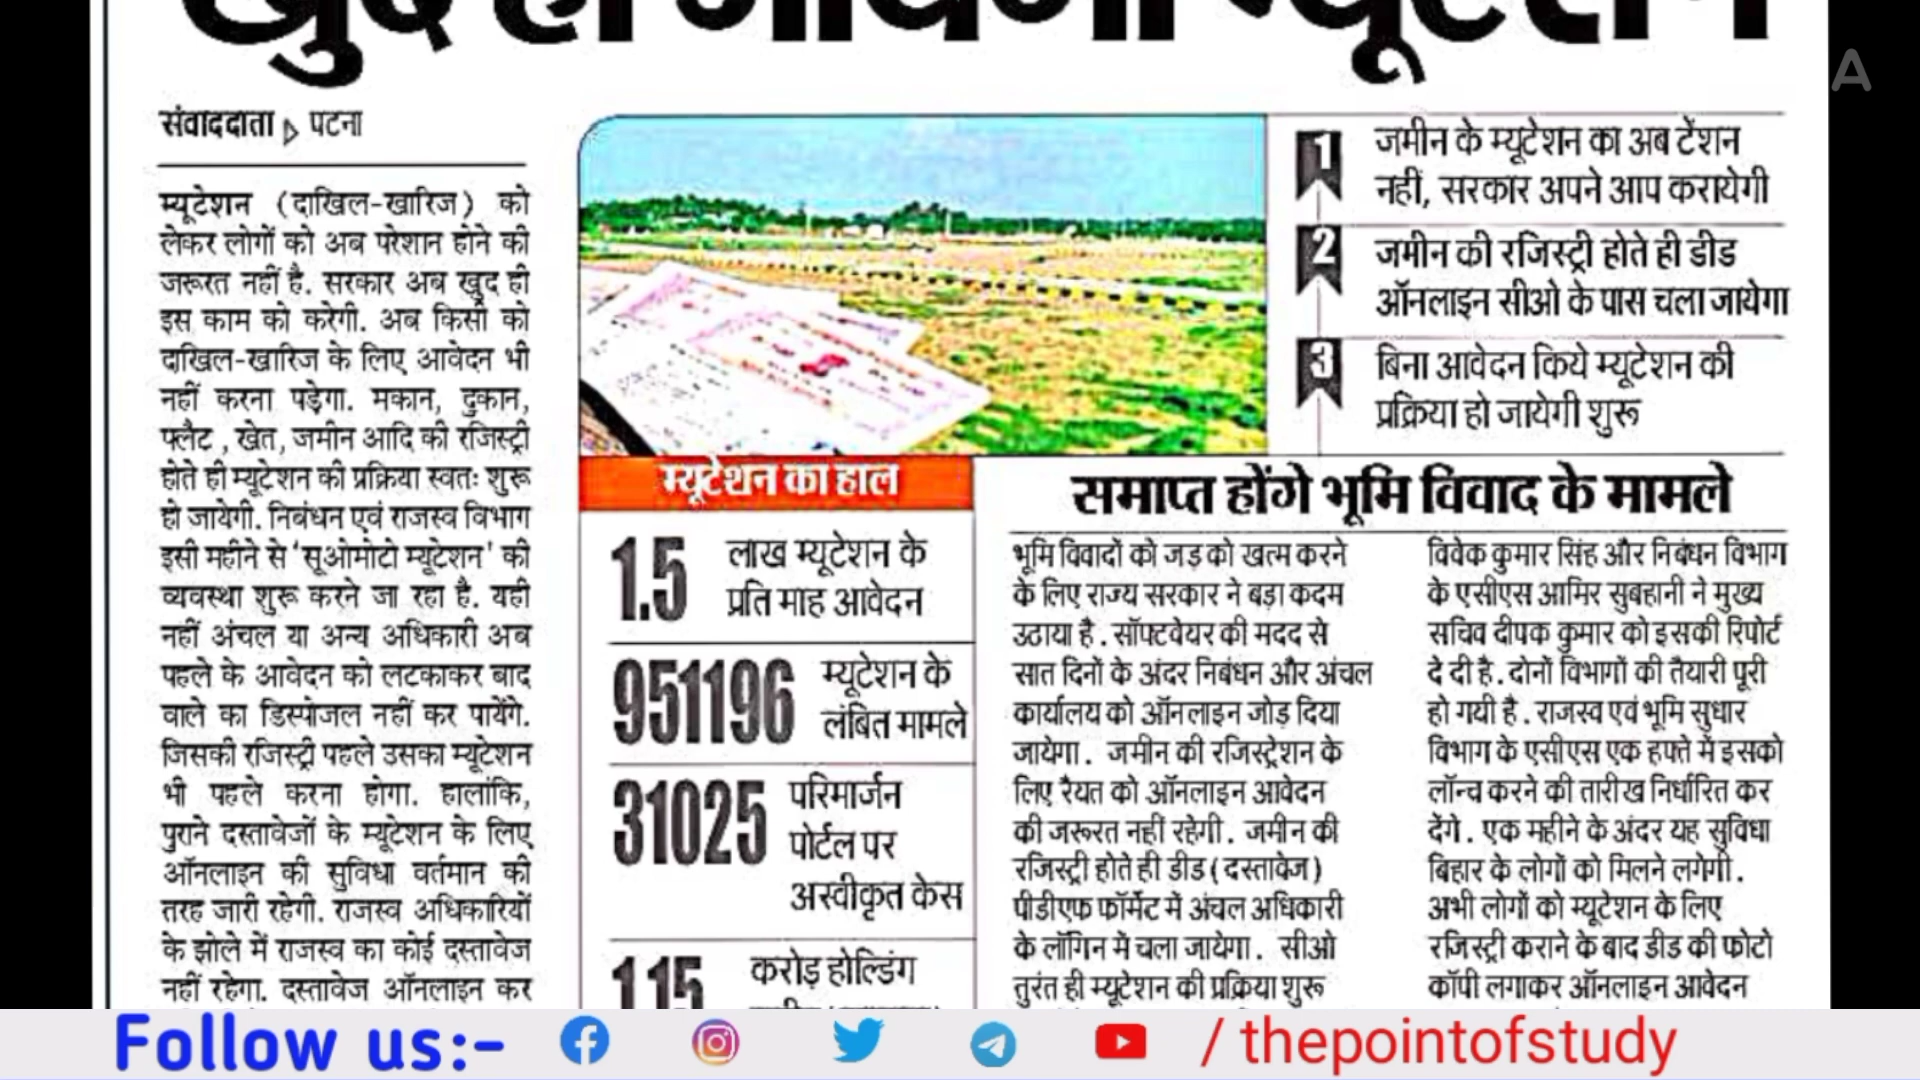 खुद हो जायेगा म्यूटेशन
A
संवाददाता ▷ पटना
म्यूटेशन (दाखिल-खारिज) को
लेकर लोगों को अब परेशान होने की
जरूरत नहीं है. सरकार अब खुद ही
इस काम को करेगी. अब किसी को
दाखिल-खारिज के लिए आवेदन भी
नहीं करना पड़ेगा. मकान, दुकान,
फ्लैट , खेत, जमीन आदि की रजिस्ट्री
होते ही म्यूटेशन की प्रक्रिया स्वतः शुरू
हो जायेगी. निबंधन एवं राजस्व विभाग
इसी महीने से 'सूओमोटो म्यूटेशन' की
व्यवस्था शुरू करने जा रहा है. यही
नहीं अंचल या अन्य अधिकारी अब
पहले के आवेदन को लटकाकर बाद
वाले का डिस्पोजल नहीं कर पायेंगे.
जिसकी रजिस्ट्री पहले उसका म्यूटेशन
भी पहले करना होगा. हालांकि,
पुराने दस्तावेजों के म्यूटेशन के लिए
ऑनलाइन की सुविधा वर्तमान की
तरह जारी रहेगी. राजस्व अधिकारियों
के झोले में राजस्व का कोई दस्तावेज
नहीं रहेगा. दस्तावेज ऑनलाइन कर
1 जमीन के म्यूटेशन का अब टेंशन
नहीं, सरकार अपने आप करायेगी
2 जमीन की रजिस्ट्री होते ही डीड
ऑनलाइन सीओ के पास चला जायेगा
3 बिना आवेदन किये म्यूटेशन की
प्रक्रिया हो जायेगी शुरू
म्यूटेशन का हाल
1.5 लाख म्यूटेशन के
प्रति माह आवेदन
951196 म्यूटेशन के
लंबित मामले
31025 परिमार्जन
पोर्टल पर
अस्वीकृत केस
करोड़ होल्डिंग
समाप्त होंगे भूमि विवाद के मामले
भूमि विवादों को जड़ को खत्म करने
के लिए राज्य सरकार ने बड़ा कदम
उठाया है . सॉफ्टवेयर की मदद से
सात दिनों के अंदर निबंधन और अंचल
कार्यालय को ऑनलाइन जोड़ दिया
जायेगा . जमीन की रजिस्ट्रेशन के
लिए रैयत को ऑनलाइन आवेदन
की जरूरत नहीं रहेगी . जमीन की
रजिस्ट्री होते ही डीड ( दस्तावेज )
पीडीएफ फॉर्मेट में अंचल अधिकारी
के लॉगिन में चला जायेगा . सीओ
तुरंत ही म्यूटेशन की प्रक्रिया शुरू
विवेक कुमार सिंह और निबंधन विभाग
के एसीएस आमिर सुबहानी ने मुख्य
सचिव दीपक कुमार को इसकी रिपोर्ट
दे दी है . दोनों विभागों की तैयारी पूरी
हो गयी है . राजस्व एवं भूमि सुधार
विभाग के एसीएस एक हफ्ते में इसको
लॉन्च करने की तारीख निर्धारित कर
देंगे . एक महीने के अंदर यह सुविधा
बिहार के लोगों को मिलने लगेगी .
अभी लोगों को म्यूटेशन के लिए
रजिस्ट्री कराने के बाद डीड की फोटो
कॉपी लगाकर ऑनलाइन आवेदन
Follow us:- / thepointofstudy